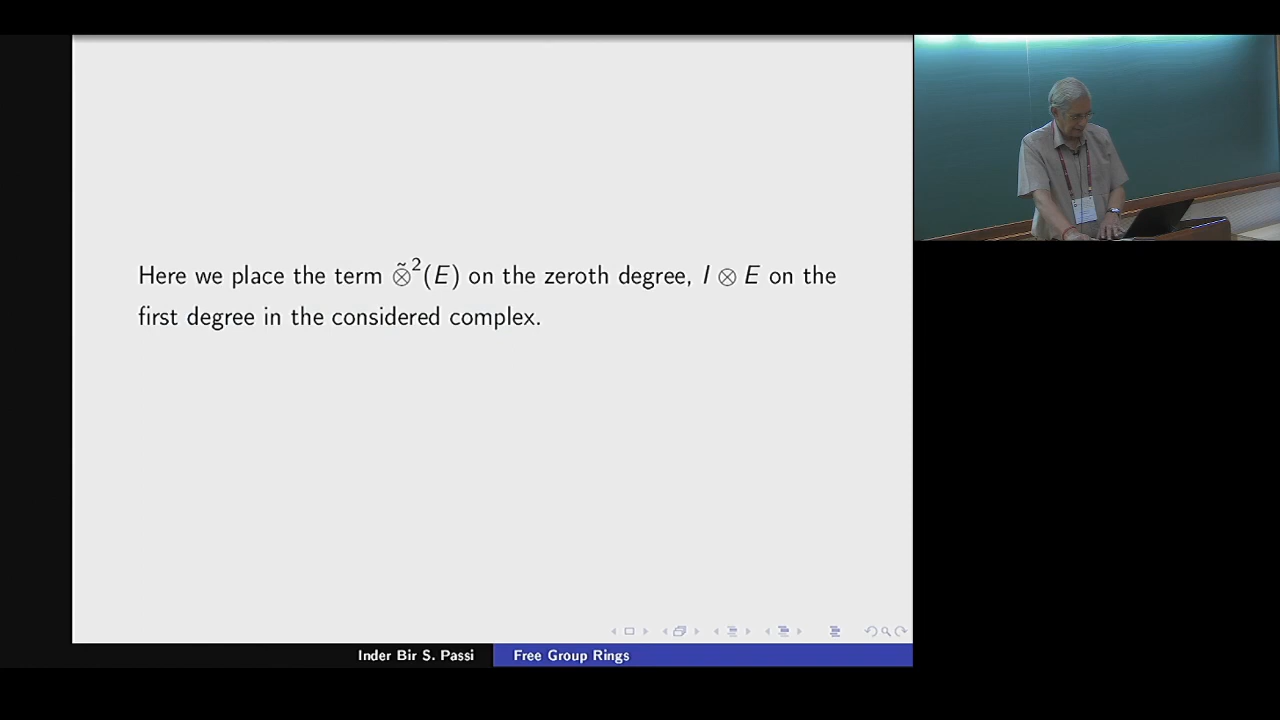 Here we place the term ⊗̃²(E) on the zeroth degree, I ⊗ E on the
first degree in the considered complex.
Inder Bir S. Passi
Free Group Rings